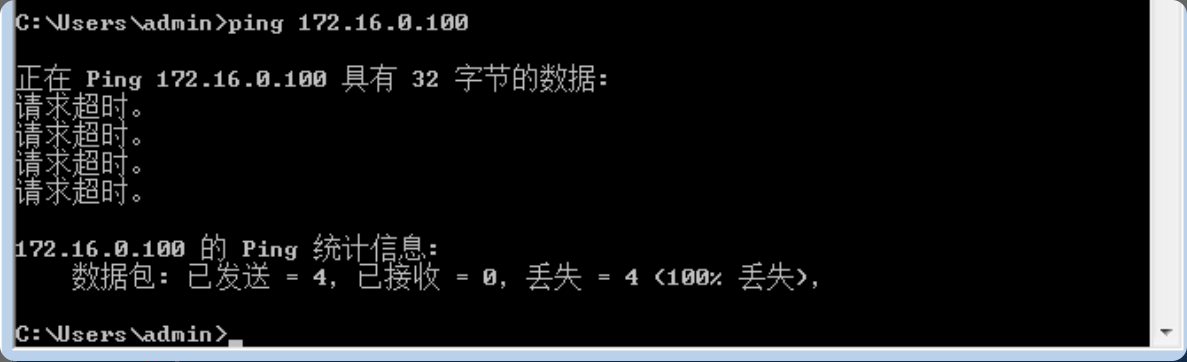 C:\Users\admin>ping 172.16.0.100
正在 Ping 172.16.0.100 具有 32 字节的数据:
请求超时。
请求超时。
请求超时。
请求超时。
172.16.0.100 的 Ping 统计信息:
数据包: 已发送 = 4, 已接收 = 0, 丢失 = 4 (100% 丢失),
C:\Users\admin>